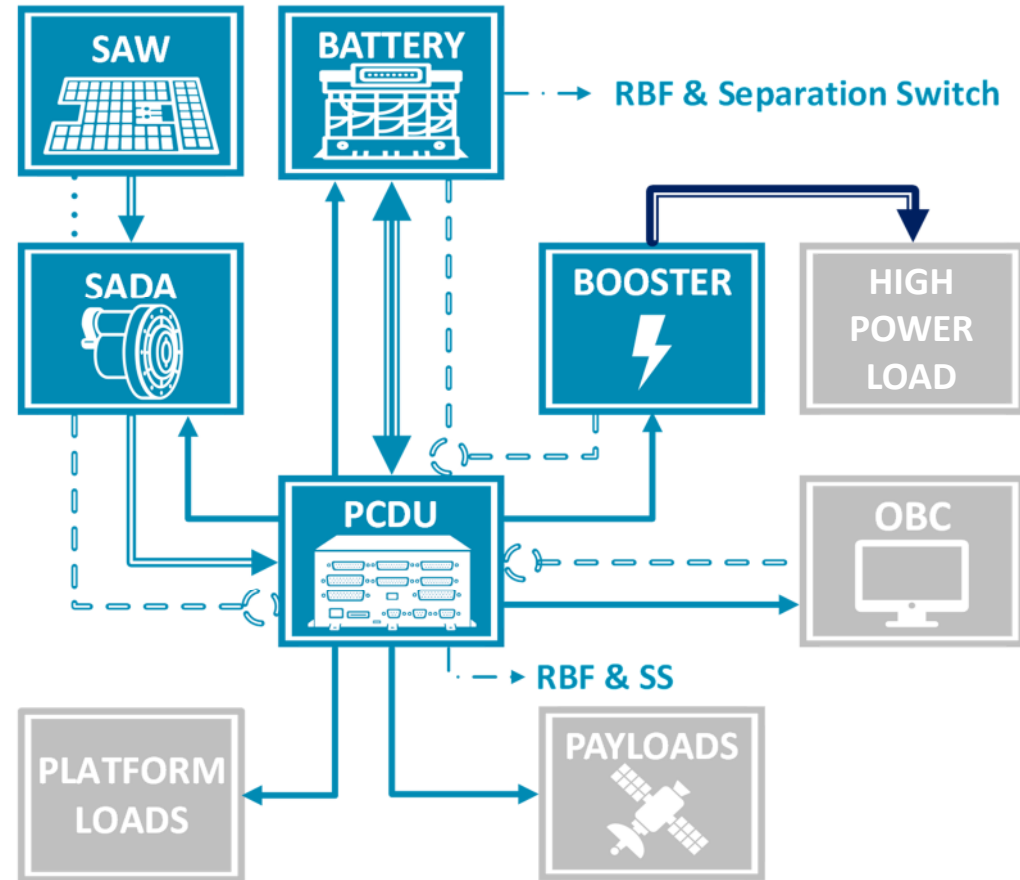 SAW
BATTERY
RBF & Separation Switch
SADA
BOOSTER
HIGH
POWER
LOAD
PCDU
OBC
RBF & SS
PLATFORM
LOADS
PAYLOADS